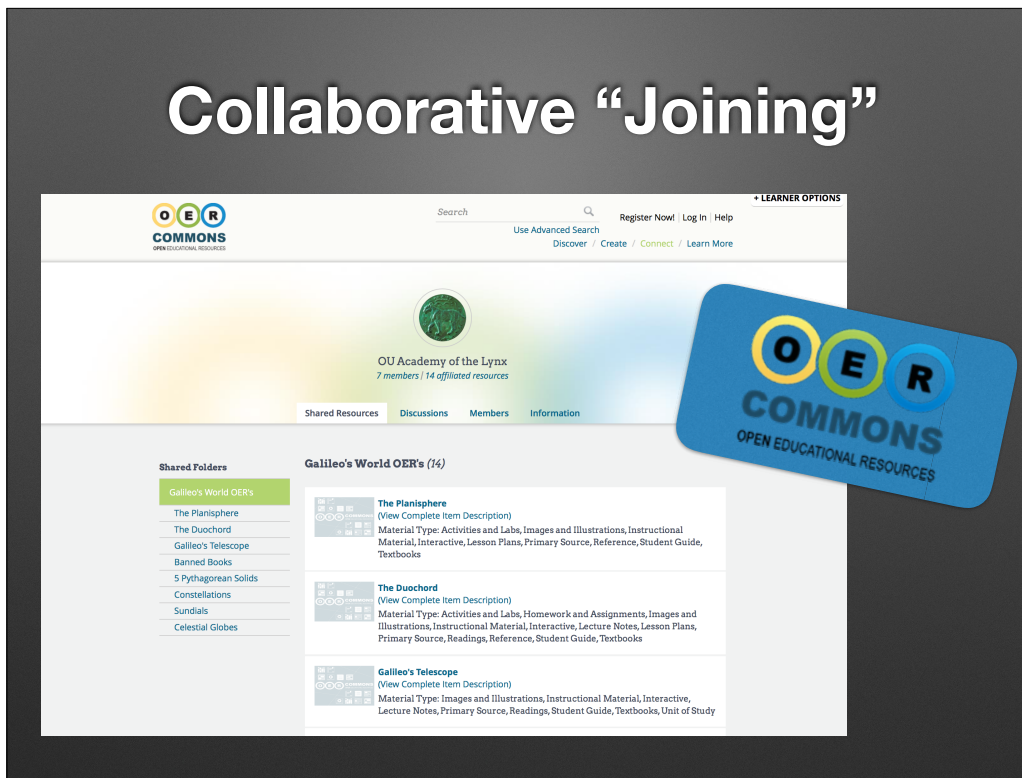 Collaborative “Joining”
+ LEARNER OPTIONS
O E R
COMMONS
OPEN EDUCATIONAL RESOURCES
Search
Register Now! | Log In | Help
Use Advanced Search
Discover / Create / Connect / Learn More
OU Academy of the Lynx
7 members | 14 affiliated resources
Shared Resources Discussions Members Information
O E R
COMMONS
OPEN EDUCATIONAL RESOURCES
Shared Folders
Galileo's World OER's
The Planisphere
The Duochord
Galileo's Telescope
Banned Books
5 Pythagorean Solids
Constellations
Sundials
Celestial Globes
Galileo's World OER's (14)
The Planisphere
(View Complete Item Description)
Material Type: Activities and Labs, Images and Illustrations, Instructional
Material, Interactive, Lesson Plans, Primary Source, Reference, Student Guide,
Textbooks
The Duochord
(View Complete Item Description)
Material Type: Activities and Labs, Homework and Assignments, Images and
Illustrations, Instructional Material, Interactive, Lecture Notes, Lesson Plans,
Primary Source, Readings, Reference, Student Guide, Textbooks
Galileo's Telescope
(View Complete Item Description)
Material Type: Images and Illustrations, Instructional Material, Interactive,
Lecture Notes, Primary Source, Readings, Student Guide, Textbooks, Unit of Study